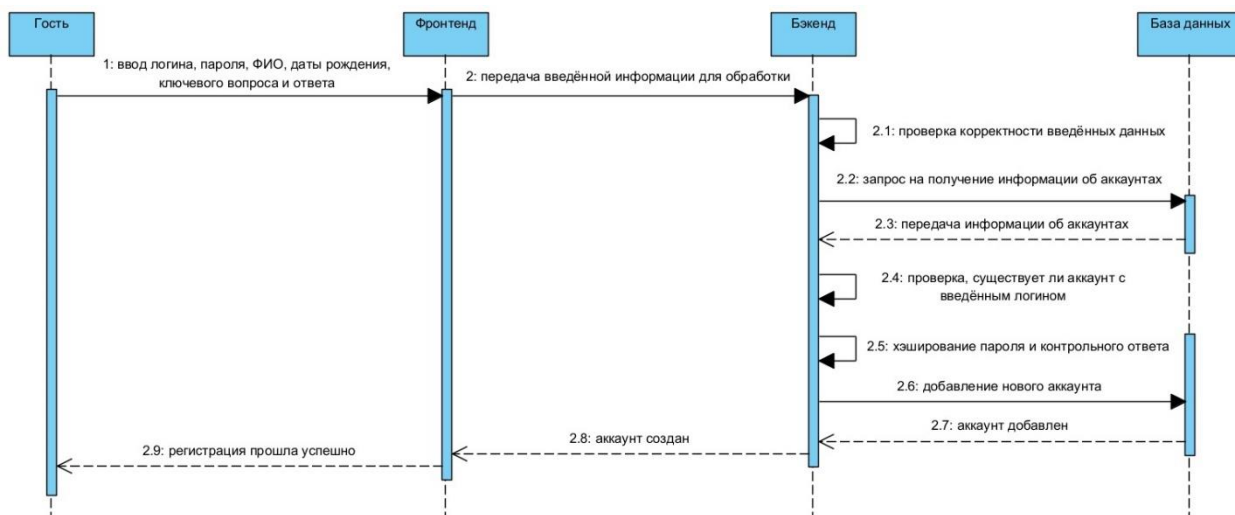 Гость
Фронтенд
Бэкенд
База данных
1: ввод логина, пароля, ФИО, даты рождения,
ключевого вопроса и ответа
2: передача введённой информации для обработки
2.1: проверка корректности введённых данных
2.2: запрос на получение информации об аккаунтах
2.3: передача информации об аккаунтах
2.4: проверка, существует ли аккаунт с
введённым логином
2.5: хэширование пароля и контрольного ответа
2.6: добавление нового аккаунта
2.7: аккаунт добавлен
2.8: аккаунт создан
2.9: регистрация прошла успешно